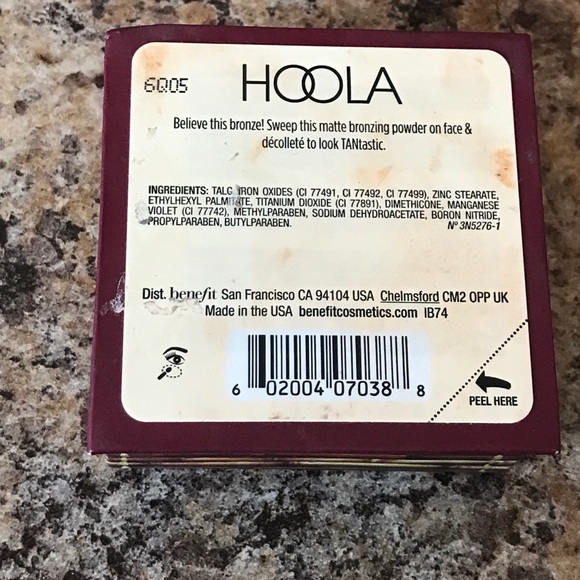 6Q05
HOOLA
Believe this bronze! Sweep this matte bronzing powder on face &
décolleté to look TANtastic.
INGREDIENTS: TALC, IRON OXIDES (CI 77491, CI 77492, CI 77499), ZINC STEARATE,
ETHYLHEXYL PALMITATE, TITANIUM DIOXIDE (CI 77891), DIMETHICONE, MANGANESE
VIOLET (CI 77742), METHYLPARABEN, SODIUM DEHYDROACETATE, BORON NITRIDE,
PROPYLPARABEN, BUTYLPARABEN. Nº 3N5276-1
Dist. benefit San Francisco CA 94104 USA Chelmsford CM2 OPP UK
Made in the USA benefitcosmetics.com IB74
6 02004 07038 8
PEEL HERE